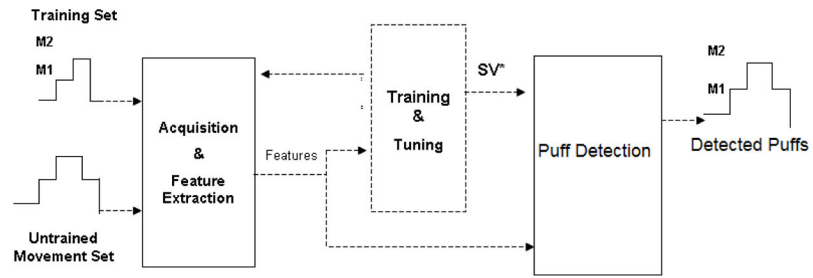 Training Set
M2
M1
Acquisition
&
Feature
Extraction
Features
Untrained
Movement Set
Training
&
Tuning
SV*
Puff Detection
M2
M1
Detected Puffs